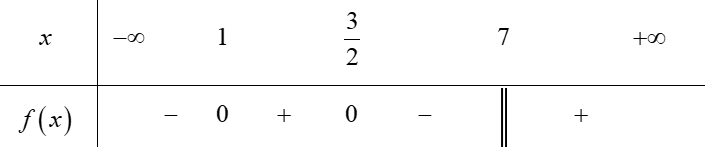 x −∞ 1 3/2 7 +∞
f(x) − 0 + 0 − || +